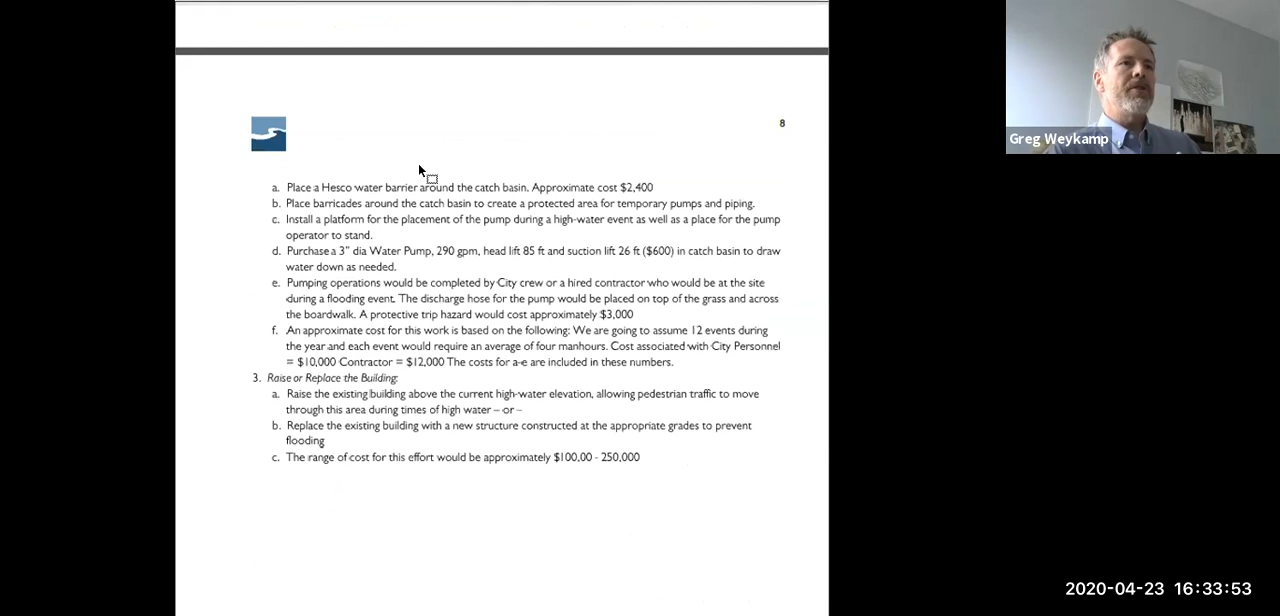 8
a. Place a Hesco water barrier around the catch basin. Approximate cost $2,400
b. Place barricades around the catch basin to create a protected area for temporary pumps and piping.
c. Install a platform for the placement of the pump during a high-water event as well as a place for the pump
operator to stand.
d. Purchase a 3" dia Water Pump, 290 gpm, head lift 85 ft and suction lift 26 ft ($600) in catch basin to draw
water down as needed.
e. Pumping operations would be completed by City crew or a hired contractor who would be at the site
during a flooding event. The discharge hose for the pump would be placed on top of the grass and across
the boardwalk. A protective trip hazard would cost approximately $3,000
f. An approximate cost for this work is based on the following: We are going to assume 12 events during
the year and each event would require an average of four manhours. Cost associated with City Personnel
= $10,000 Contractor = $12,000 The costs for a-e are included in these numbers.
3. Raise or Replace the Building:
a. Raise the existing building above the current high-water elevation, allowing pedestrian traffic to move
through this area during times of high water – or –
b. Replace the existing building with a new structure constructed at the appropriate grades to prevent
flooding
c. The range of cost for this effort would be approximately $100,00 - 250,000
Greg Weykamp
2020-04-23 16:33:53